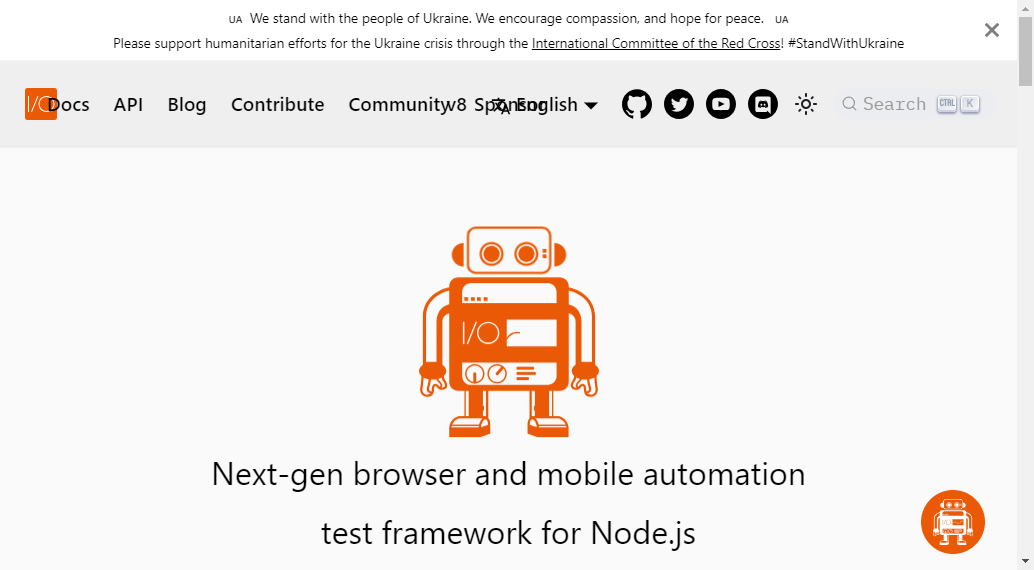 UA We stand with the people of Ukraine. We encourage compassion, and hope for peace. UA
Please support humanitarian efforts for the Ukraine crisis through the International Committee of the Red Cross! #StandWithUkraine
I/O Docs API Blog Contribute Community v8 Sponsor English Search CTRL K
I/O
Next-gen browser and mobile automation
test framework for Node.js